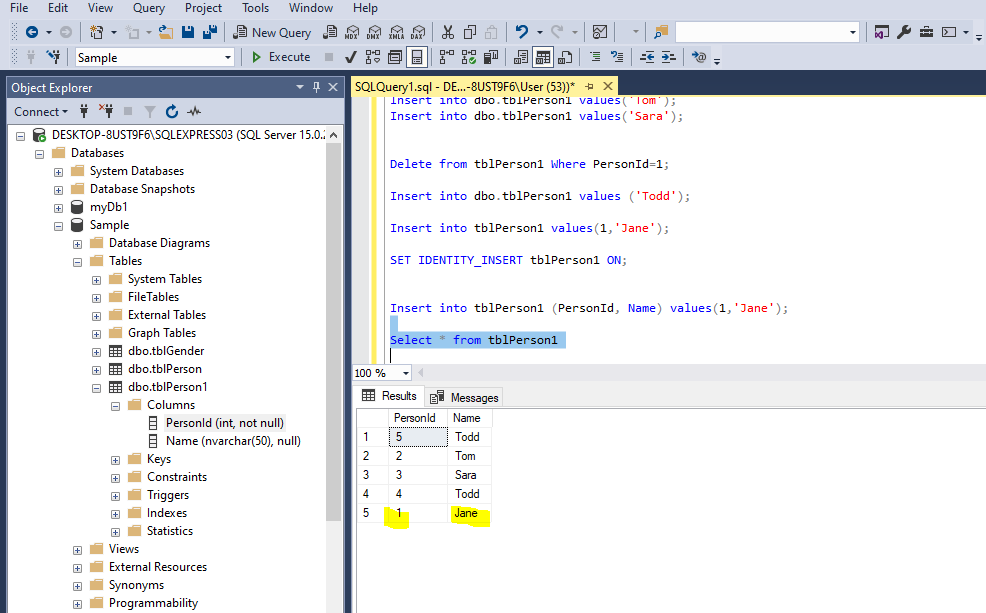 File Edit View Query Project Tools Window Help
New Query MDX DMX XMLA DAX
Sample Execute
Object Explorer
Connect
DESKTOP-8UST9F6\SQLEXPRESS03 (SQL Server 15.0.2
Databases
System Databases
Database Snapshots
myDb1
Sample
Database Diagrams
Tables
System Tables
FileTables
External Tables
Graph Tables
dbo.tblGender
dbo.tblPerson
dbo.tblPerson1
Columns
PersonId (int, not null)
Name (nvarchar(50), null)
Keys
Constraints
Triggers
Indexes
Statistics
Views
External Resources
Synonyms
Programmability
SQLQuery1.sql - DE...-8UST9F6\User (53))*
Insert into dbo.tblPerson1 values('Tom');
Insert into dbo.tblPerson1 values('Sara');
Delete from tblPerson1 Where PersonId=1;
Insert into dbo.tblPerson1 values ('Todd');
Insert into tblPerson1 values(1,'Jane');
SET IDENTITY_INSERT tblPerson1 ON;
Insert into tblPerson1 (PersonId, Name) values(1,'Jane');
Select * from tblPerson1
100 %
Results Messages
PersonId Name
1 5 Todd
2 2 Tom
3 3 Sara
4 4 Todd
5 1 Jane